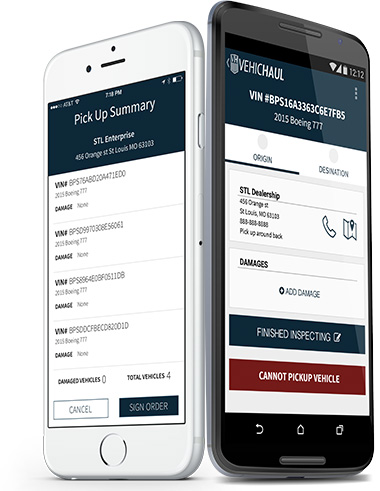 AT&T
7:18 PM
Pick Up Summary
STL Enterprise
456 Orange st St Louis MO 63103
VIN# BPS76ABD20A471ED0
2015 Boeing 777
DAMAGE None
VIN# BPSD9970308E56061
2015 Boeing 777
DAMAGE None
VIN# BPS8964E0BF0511DB
2015 Boeing 777
DAMAGE None
VIN# BPSD0CFBECD820D1D
2015 Boeing 777
DAMAGE None
DAMAGED VEHICLES 0 TOTAL VEHICLES 4
CANCEL SIGN ORDER
12:12
VEHICHAUL
VIN #BPS16A3363C6E7FB5
2015 Boeing 777
ORIGIN DESINATION
STL Dealership
456 Orange st
St Louis, MO 63103
888-888-8888
Pick up around back
DAMAGES
ADD DAMAGE
FINISHED INSPECTING
CANNOT PICKUP VEHICLE